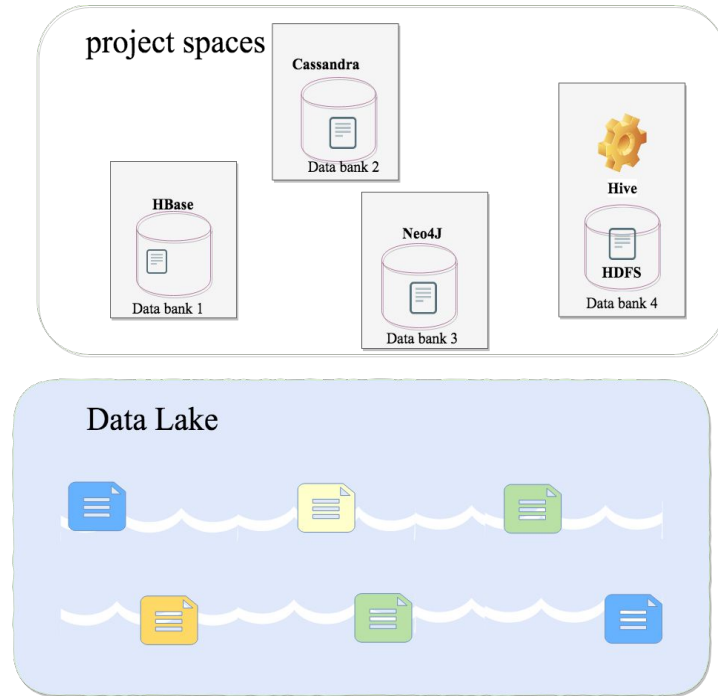 project spaces
Cassandra
Data bank 2
HBase
Data bank 1
Neo4J
Data bank 3
Hive
HDFS
Data bank 4
Data Lake